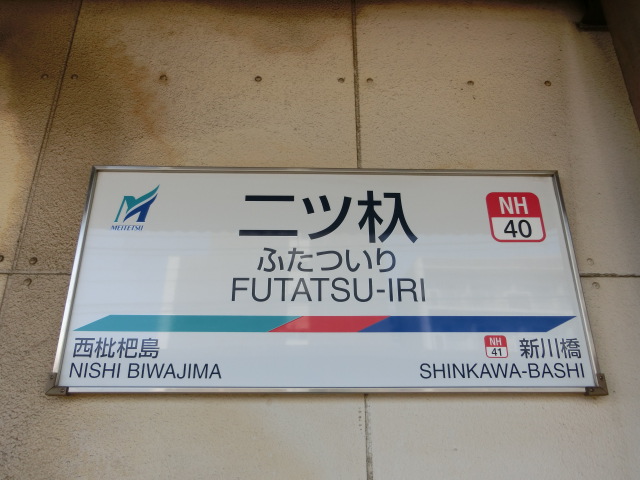 MEITETSU
二ツ杁
NH
40
ふたついり
FUTATSU-IRI
西枇杷島
NISHI BIWAJIMA
NH
41
新川橋
SHINKAWA-BASHI